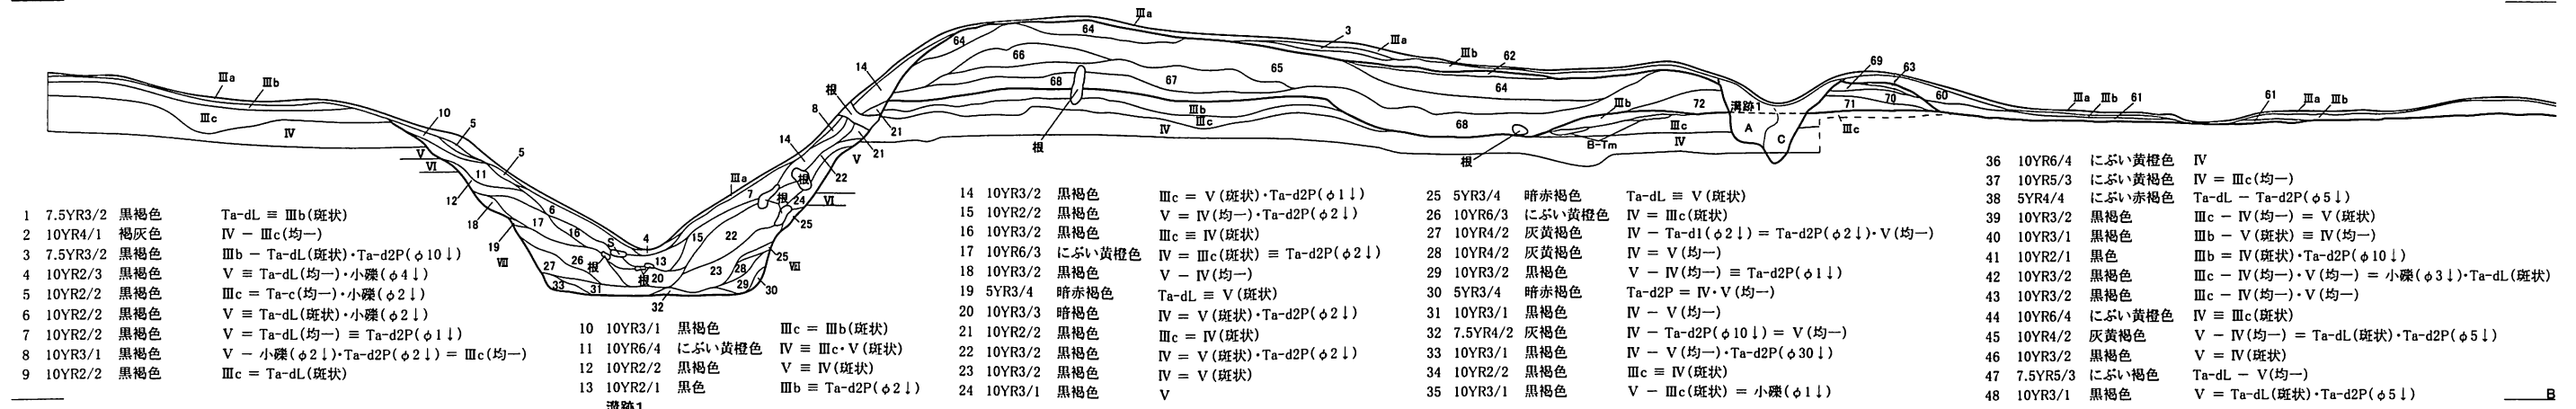 Ⅲa
Ⅲb
Ⅲc
Ⅳ
10
5
5
Ⅴ
Ⅵ
11
12
18
19
Ⅶ
17
16
6
S
4
Ⅲa
26
根
27
33
31
20
根
13
32
15
7
22
23
28
29
30
25
Ⅶ
根
根
24
25
Ⅵ
22
14
8
根
14
21
21
Ⅴ
64
64
66
68
67
65
Ⅲa
3
Ⅲa
Ⅲb
62
64
Ⅲb
Ⅲc
Ⅳ
根
68
根
Ⅲb
B-Tm
72
Ⅲc
Ⅳ
溝跡1
A
C
69
63
60
70
71
Ⅲc
Ⅲa
Ⅲb
61
61
Ⅲa
Ⅲb
1 7.5YR3/2 黒褐色 Ta-dL ≡ Ⅲb(斑状)
2 10YR4/1 褐灰色 Ⅳ − Ⅲc(均一)
3 7.5YR3/2 黒褐色 Ⅲb − Ta-dL(斑状)・Ta-d2P(φ10↓)
4 10YR2/3 黒褐色 Ⅴ ≡ Ta-dL(均一)・小礫(φ4↓)
5 10YR2/2 黒褐色 Ⅲc = Ta-c(均一)・小礫(φ2↓)
6 10YR2/2 黒褐色 Ⅴ ≡ Ta-dL(斑状)・小礫(φ2↓)
7 10YR2/2 黒褐色 Ⅴ = Ta-dL(均一) ≡ Ta-d2P(φ1↓)
8 10YR3/1 黒褐色 Ⅴ − 小礫(φ2↓)・Ta-d2P(φ2↓) = Ⅲc(均一)
9 10YR2/2 黒褐色 Ⅲc = Ta-dL(斑状)
10 10YR3/1 黒褐色 Ⅲc = Ⅲb(斑状)
11 10YR6/4 にぶい黄橙色 Ⅳ ≡ Ⅲc・Ⅴ(斑状)
12 10YR2/2 黒褐色 Ⅴ ≡ Ⅳ(斑状)
13 10YR2/1 黒色 Ⅲb ≡ Ta-d2P(φ2↓)
溝跡1
14 10YR3/2 黒褐色 Ⅲc = Ⅴ(斑状)・Ta-d2P(φ1↓)
15 10YR2/2 黒褐色 Ⅴ = Ⅳ(均一)・Ta-d2P(φ2↓)
16 10YR3/2 黒褐色 Ⅲc ≡ Ⅳ(斑状)
17 10YR6/3 にぶい黄橙色 Ⅳ = Ⅲc(斑状) ≡ Ta-d2P(φ2↓)
18 10YR3/2 黒褐色 Ⅴ − Ⅳ(均一)
19 5YR3/4 暗赤褐色 Ta-dL ≡ Ⅴ(斑状)
20 10YR3/3 暗褐色 Ⅳ = Ⅴ(斑状)・Ta-d2P(φ2↓)
21 10YR2/2 黒褐色 Ⅲc = Ⅳ(斑状)
22 10YR3/2 黒褐色 Ⅳ = Ⅴ(斑状)・Ta-d2P(φ2↓)
23 10YR3/2 黒褐色 Ⅳ = Ⅴ(斑状)
24 10YR3/1 黒褐色 Ⅴ
25 5YR3/4 暗赤褐色 Ta-dL ≡ Ⅴ(斑状)
26 10YR6/3 にぶい黄橙色 Ⅳ = Ⅲc(斑状)
27 10YR4/2 灰黄褐色 Ⅳ − Ta-d1(φ2↓) = Ta-d2P(φ2↓)・Ⅴ(均一)
28 10YR4/2 灰黄褐色 Ⅳ = Ⅴ(均一)
29 10YR3/2 黒褐色 Ⅴ − Ⅳ(均一) ≡ Ta-d2P(φ1↓)
30 5YR3/4 暗赤褐色 Ta-d2P = Ⅳ・Ⅴ(均一)
31 10YR3/1 黒褐色 Ⅳ − Ⅴ(均一)
32 7.5YR4/2 灰褐色 Ⅳ − Ta-d2P(φ10↓) = Ⅴ(均一)
33 10YR3/1 黒褐色 Ⅳ − Ⅴ(均一)・Ta-d2P(φ30↓)
34 10YR2/2 黒褐色 Ⅲc ≡ Ⅳ(斑状)
35 10YR3/1 黒褐色 Ⅴ − Ⅲc(斑状) = 小礫(φ1↓)
36 10YR6/4 にぶい黄橙色 Ⅳ
37 10YR5/3 にぶい黄褐色 Ⅳ = Ⅲc(均一)
38 5YR4/4 にぶい赤褐色 Ta-dL − Ta-d2P(φ5↓)
39 10YR3/2 黒褐色 Ⅲc − Ⅳ(均一) = Ⅴ(斑状)
40 10YR3/1 黒褐色 Ⅲb − Ⅴ(斑状) ≡ Ⅳ(均一)
41 10YR2/1 黒色 Ⅲb = Ⅳ(斑状)・Ta-d2P(φ10↓)
42 10YR3/2 黒褐色 Ⅲc − Ⅳ(均一)・Ⅴ(均一) = 小礫(φ3↓)・Ta-dL(斑状)
43 10YR3/2 黒褐色 Ⅲc − Ⅳ(均一)・Ⅴ(均一)
44 10YR6/4 にぶい黄橙色 Ⅳ ≡ Ⅲc(斑状)
45 10YR4/2 灰黄褐色 Ⅴ − Ⅳ(均一) = Ta-dL(斑状)・Ta-d2P(φ5↓)
46 10YR3/2 黒褐色 Ⅴ = Ⅳ(斑状)
47 7.5YR5/3 にぶい褐色 Ta-dL − Ⅴ(均一)
48 10YR3/1 黒褐色 Ⅴ = Ta-dL(斑状)・Ta-d2P(φ5↓)
B